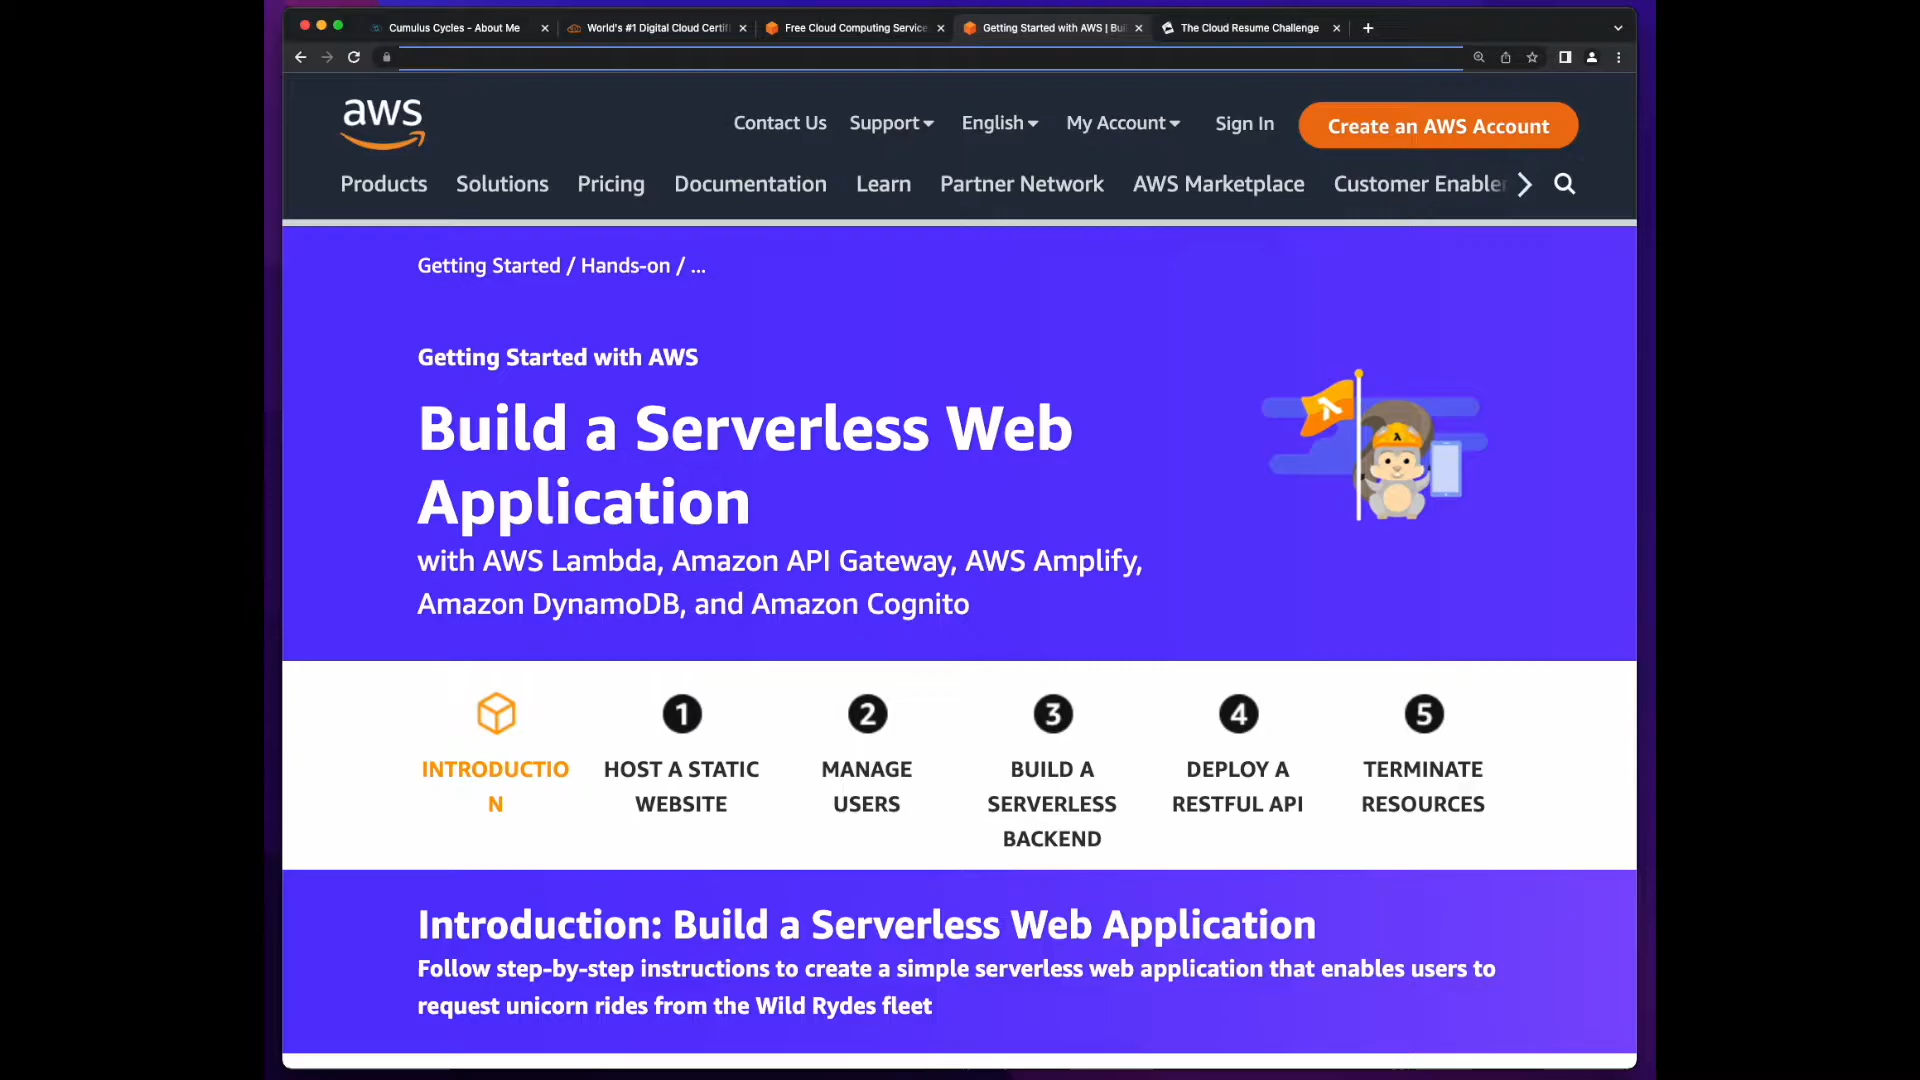 Cumulus Cycles - About Me
World's #1 Digital Cloud Certif
Free Cloud Computing Service
Getting Started with AWS | Bui
The Cloud Resume Challenge
aws
Contact Us
Support
English
My Account
Sign In
Create an AWS Account
Products
Solutions
Pricing
Documentation
Learn
Partner Network
AWS Marketplace
Customer Enabler
Getting Started / Hands-on / ...
Getting Started with AWS
Build a Serverless Web
Application
with AWS Lambda, Amazon API Gateway, AWS Amplify,
Amazon DynamoDB, and Amazon Cognito
1
2
3
4
5
INTRODUCTIO
N
HOST A STATIC
WEBSITE
MANAGE
USERS
BUILD A
SERVERLESS
BACKEND
DEPLOY A
RESTFUL API
TERMINATE
RESOURCES
Introduction: Build a Serverless Web Application
Follow step-by-step instructions to create a simple serverless web application that enables users to
request unicorn rides from the Wild Rydes fleet